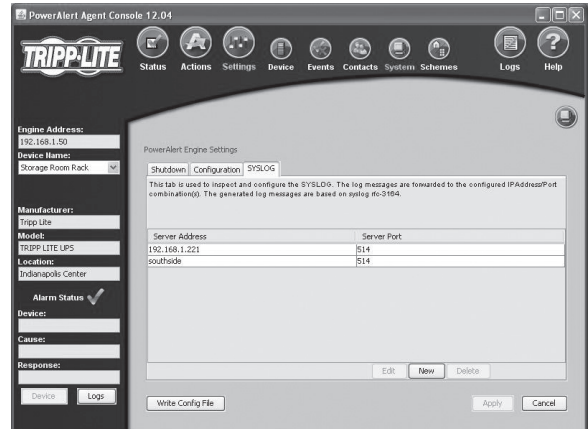 PowerAlert Agent Console 12.04
TRIPP·LITE
Status Actions Settings Device Events Contacts System Schemes Logs Help
Engine Address:
192.168.1.50
Device Name:
Storage Room Rack
Manufacturer:
Tripp Lite
Model:
TRIPP LITE UPS
Location:
Indianapolis Center
Alarm Status
Device:
Cause:
Response:
Device Logs
PowerAlert Engine Settings
Shutdown Configuration SYSLOG
This tab is used to inspect and configure the SYSLOG. The log messages are forwarded to the configured IPAddress/Port
combination(s). The generated log messages are based on syslog rfc-3164.
Server Address Server Port
192.168.1.221 514
southside 514
Edit New Delete
Write Config File Apply Cancel